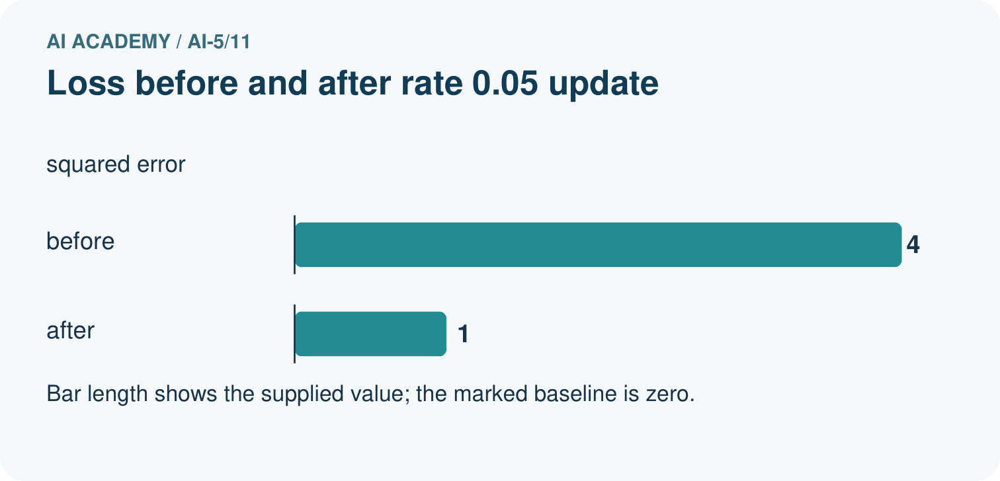 AI ACADEMY / AI-5/11
Loss before and after rate 0.05 update
squared error
before
4
after
1
Bar length shows the supplied value; the marked baseline is zero.